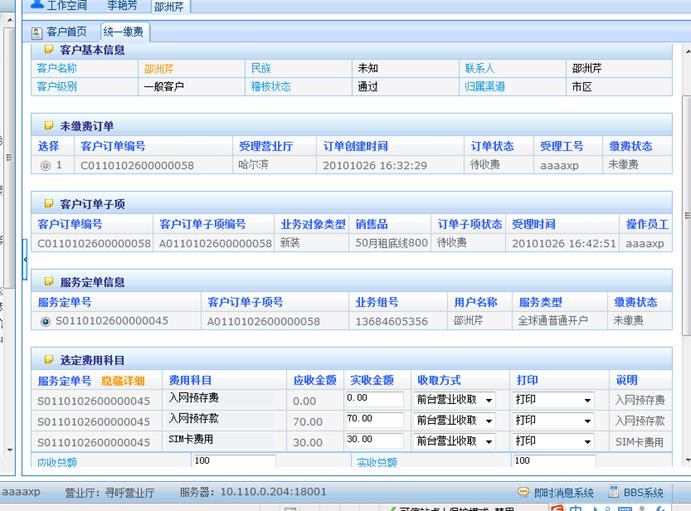 工作空间 李艳芳 邵洲芹
客户首页 统一缴费
客户基本信息
客户名称 邵洲芹 民族 未知 联系人 邵洲芹
客户级别 一般客户 稽核状态 通过 归属渠道 市区
未缴费订单
选择 客户订单编号 受理营业厅 订单创建时间 订单状态 受理工号 缴费状态
1 C0110102600000058 哈尔滨 20101026 16:32:29 待收费 aaaaxp 未缴费
客户订单子项
客户订单编号 客户订单子项编号 业务对象类型 销售品 订单子项状态 受理时间 操作员工
C0110102600000058 A0110102600000058 新装 50月租底线800 待收费 20101026 16:42:51 aaaaxp
服务定单信息
服务定单号 客户订单子项号 业务组号 用户名称 服务类型 缴费状态
S0110102600000045 A0110102600000058 13684605356 邵洲芹 全球通普通开户 未缴费
选定费用科目
服务定单号 隐藏详细 费用科目 应收金额 实收金额 收取方式 打印 说明
S0110102600000045 入网预存费 0.00 0.00 前台营业收取 打印 入网预存费
S0110102600000045 入网预存款 70.00 70.00 前台营业收取 打印 入网预存款
S0110102600000045 SIM卡费用 30.00 30.00 前台营业收取 打印 SIM卡费用
应收总额 100 实收总额 100
aaaaxp 营业厅: 寻呼营业厅 服务器: 10.110.0.204:18001 即时消息系统 BBS系统